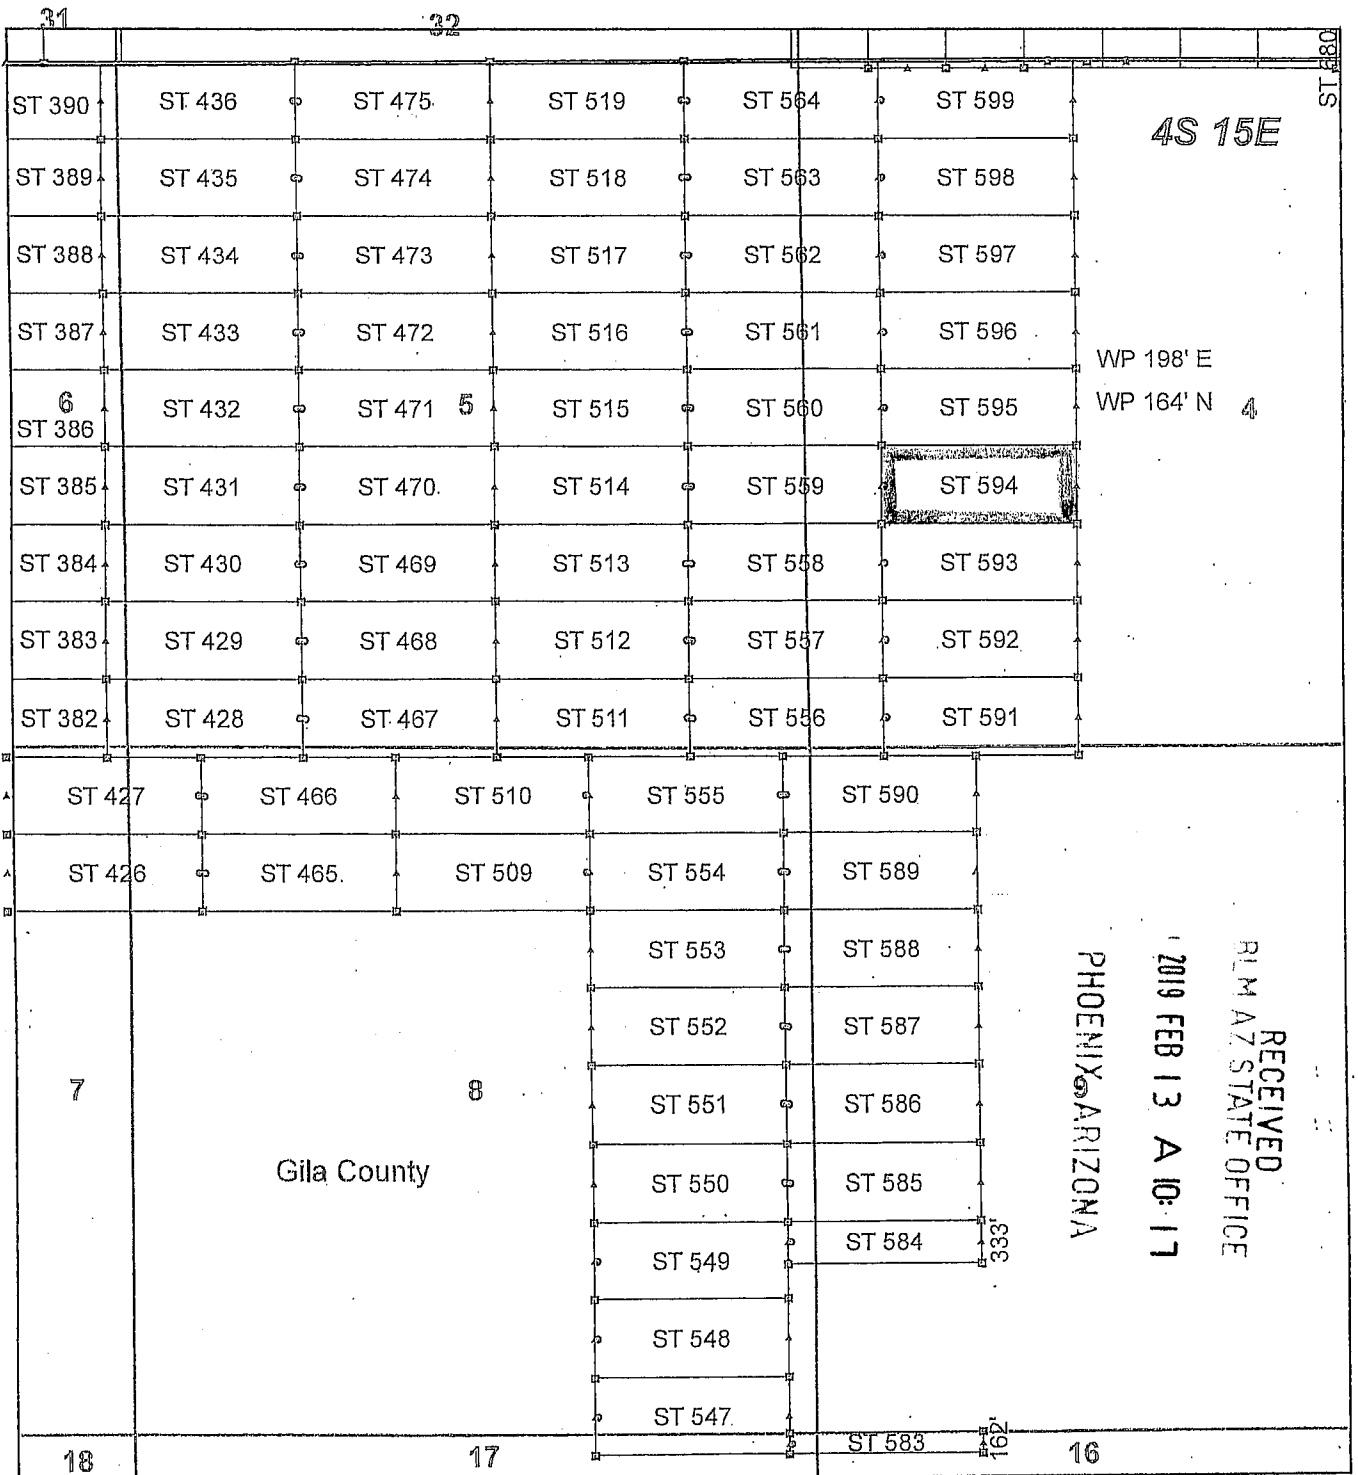 31 32
ST 680
ST 390 ST 436 ST 475 ST 519 ST 564 ST 599
4S 15E
ST 389 ST 435 ST 474 ST 518 ST 563 ST 598
ST 388 ST 434 ST 473 ST 517 ST 562 ST 597
ST 387 ST 433 ST 472 ST 516 ST 561 ST 596
WP 198' E
6 ST 432 ST 471 5 ST 515 ST 560 ST 595 WP 164' N 4
ST 386
ST 385 ST 431 ST 470 ST 514 ST 559 ST 594
ST 384 ST 430 ST 469 ST 513 ST 558 ST 593
ST 383 ST 429 ST 468 ST 512 ST 557 ST 592
ST 382 ST 428 ST 467 ST 511 ST 556 ST 591
ST 427 ST 466 ST 510 ST 555 ST 590
ST 426 ST 465 ST 509 ST 554 ST 589
ST 553 ST 588
ST 552 ST 587
7 8
ST 551 ST 586
Gila County
ST 550 ST 585
ST 584 333'
ST 549
ST 548
ST 547
ST 583 162'
18 17 16
RECEIVED
BLM AZ STATE OFFICE
2019 FEB 13 A 10:17
PHOENIX, ARIZONA